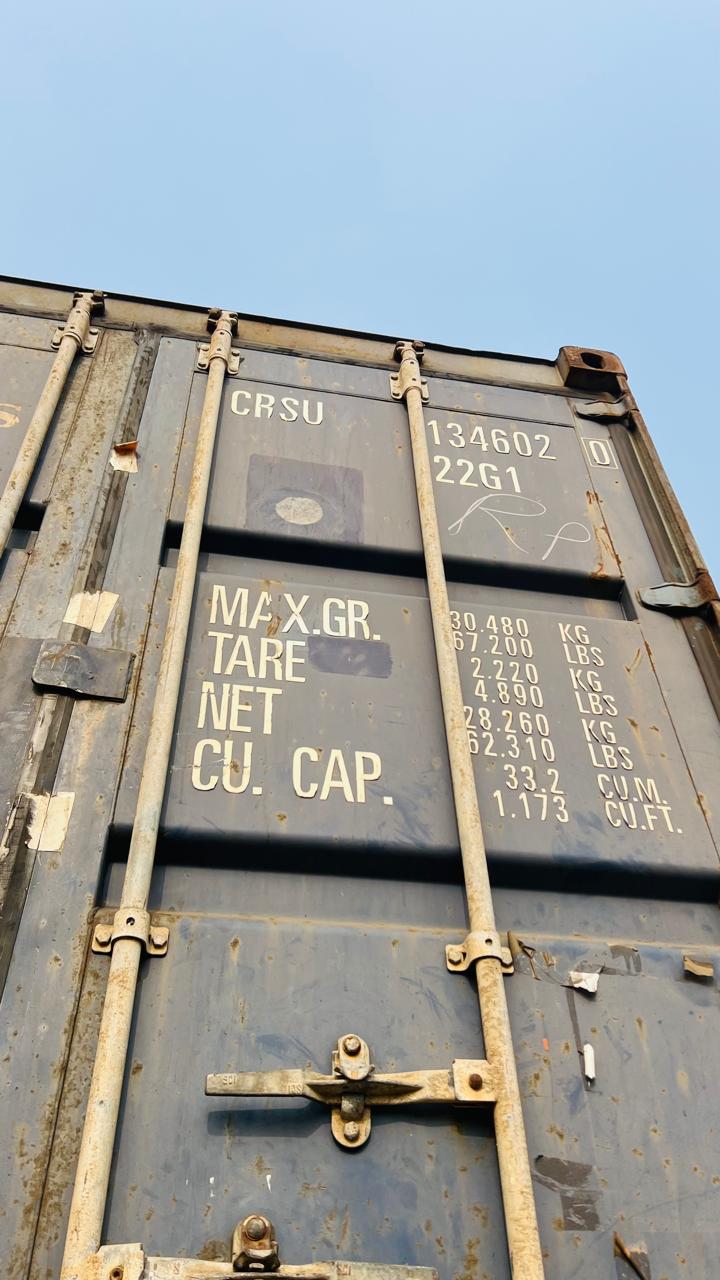 CRSU 134602 0
22G1
MAX.GR. 30.480 KG
67.200 LBS
TARE 2.220 KG
4.890 LBS
NET 28.260 KG
62.310 LBS
CU. CAP. 33.2 CU.M.
1.173 CU.FT.